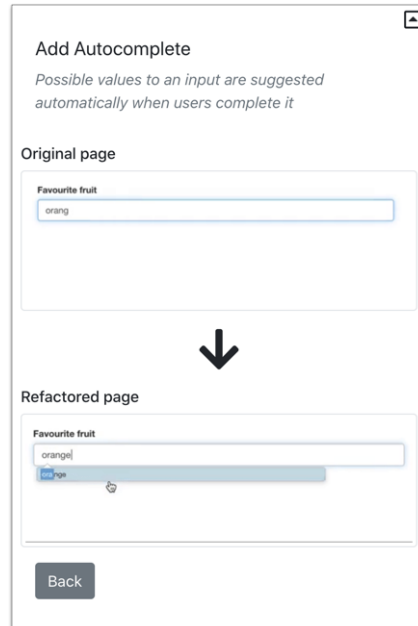 Add Autocomplete
Possible values to an input are suggested
automatically when users complete it
Original page
Favourite fruit
orang
Refactored page
Favourite fruit
orange
orange
Back